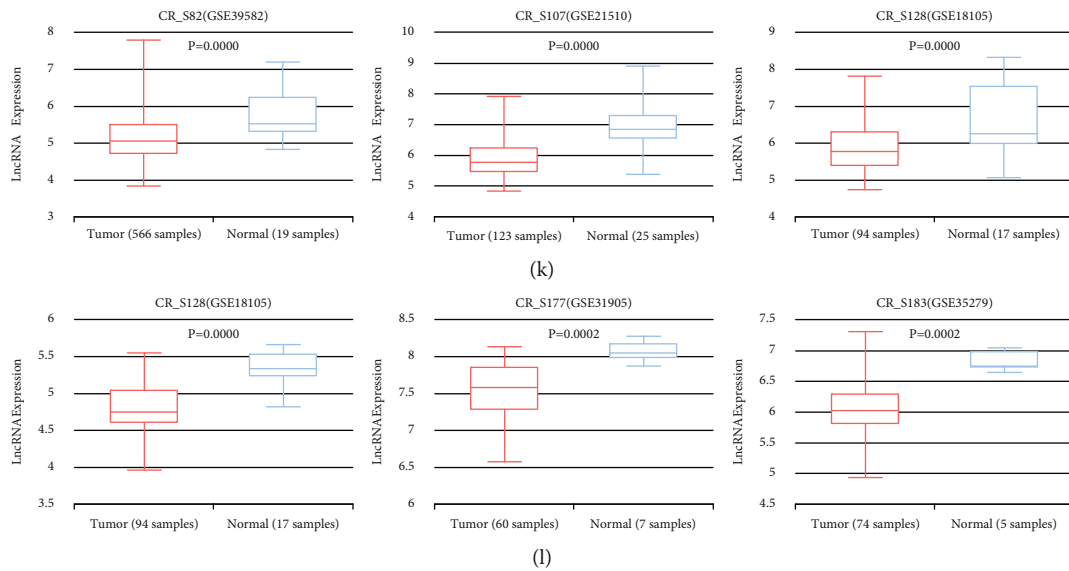 CR_S82(GSE39582)
P=0.0000
LncRNA Expression
8
7
6
5
4
3
Tumor (566 samples)
Normal (19 samples)
CR_S107(GSE21510)
P=0.0000
LncRNA Expression
10
9
8
7
6
5
4
Tumor (123 samples)
Normal (25 samples)
CR_S128(GSE18105)
P=0.0000
LncRNA Expression
9
8
7
6
5
4
Tumor (94 samples)
Normal (17 samples)
(k)
CR_S128(GSE18105)
P=0.0000
LncRNA Expression
6
5.5
5
4.5
4
3.5
Tumor (94 samples)
Normal (17 samples)
CR_S177(GSE31905)
P=0.0002
LncRNA Expression
8.5
8
7.5
7
6.5
6
Tumor (60 samples)
Normal (7 samples)
CR_S183(GSE35279)
P=0.0002
LncRNA Expression
7.5
7
6.5
6
5.5
5
4.5
Tumor (74 samples)
Normal (5 samples)
(l)